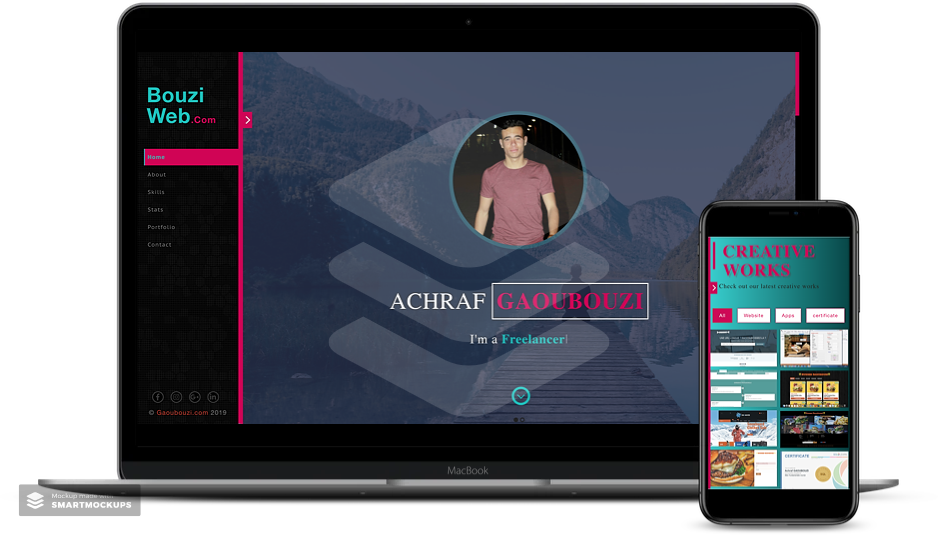 Bouzi
Web.Com
Home
About
Skills
Stats
Portfolio
Contact
© Gaoubouzi.com 2019
ACHRAF GAOUBOUZI
I'm a Freelancer
MacBook
CREATIVE
WORKS
Check out our latest creative works
All Website Apps certificate
CERTIFICATE
Mockup made with
SMARTMOCKUPS